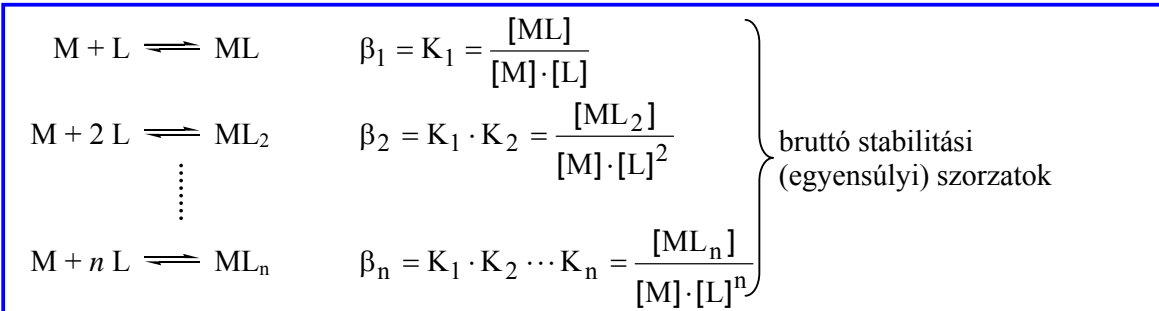 M + L ⇌ ML β₁ = K₁ = [ML] / [M]·[L]
M + 2 L ⇌ ML₂ β₂ = K₁ · K₂ = [ML₂] / [M]·[L]²
bruttó stabilitási
(egyensúlyi) szorzatok
M + n L ⇌ MLₙ βₙ = K₁ · K₂ ⋯ Kₙ = [MLₙ] / [M]·[L]ⁿ